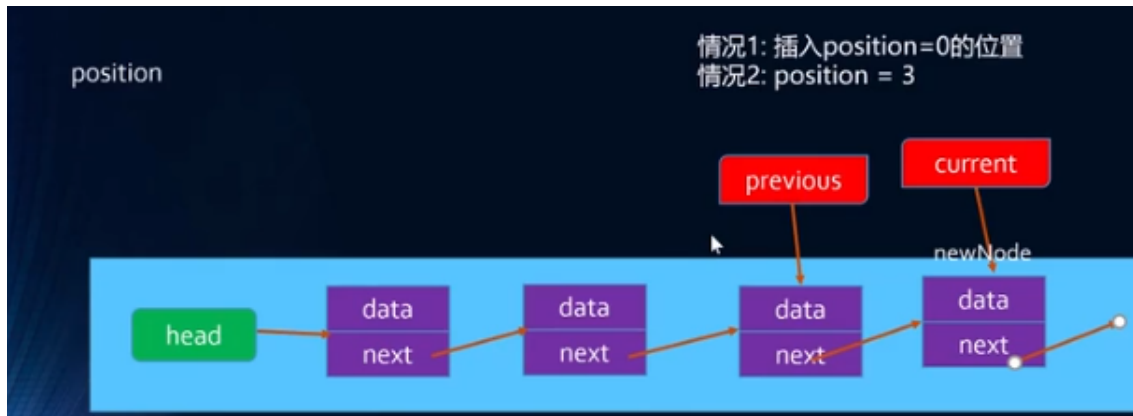 情况1: 插入position=0的位置
情况2: position = 3
position
previous
current
newNode
head
data
next
data
next
data
next
data
next